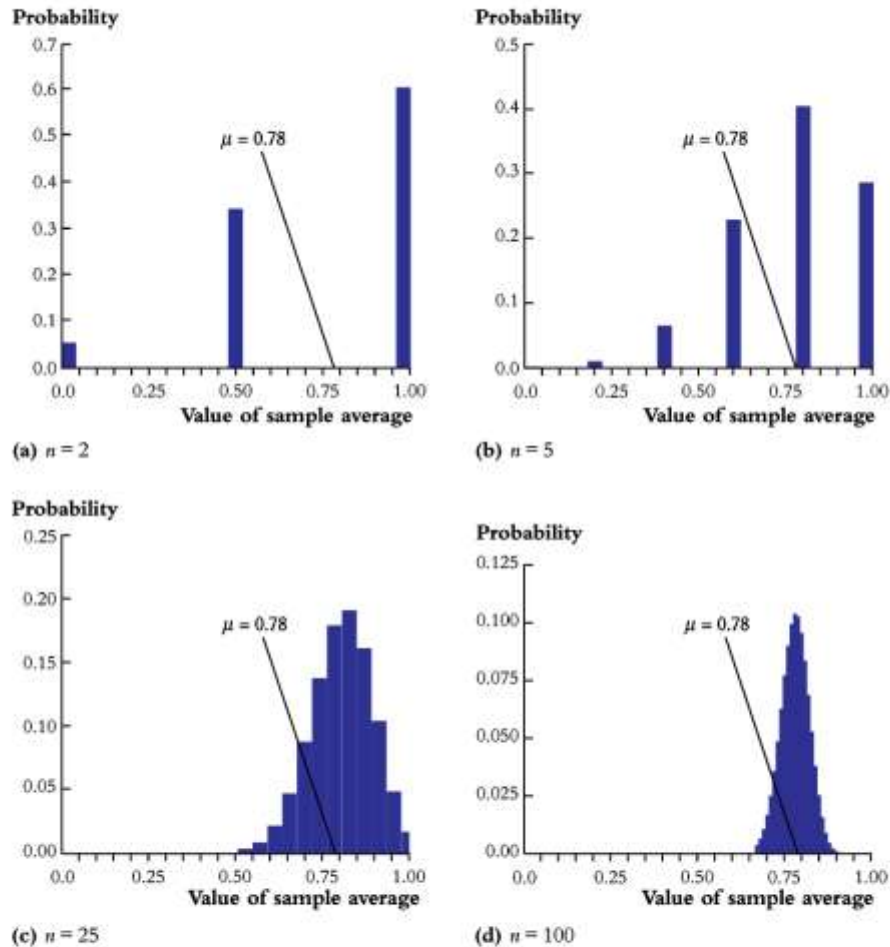 Probability
0.7
0.6
0.5
0.4
0.3
0.2
0.1
0.0
μ = 0.78
0.0 0.25 0.50 0.75 1.00
Value of sample average
(a) n = 2
Probability
0.5
0.4
0.3
0.2
0.1
0.0
μ = 0.78
0.0 0.25 0.50 0.75 1.00
Value of sample average
(b) n = 5
Probability
0.25
0.20
0.15
0.10
0.05
0.00
μ = 0.78
0.0 0.25 0.50 0.75 1.00
Value of sample average
(c) n = 25
Probability
0.125
0.100
0.075
0.050
0.025
0.00
μ = 0.78
0.0 0.25 0.50 0.75 1.00
Value of sample average
(d) n = 100